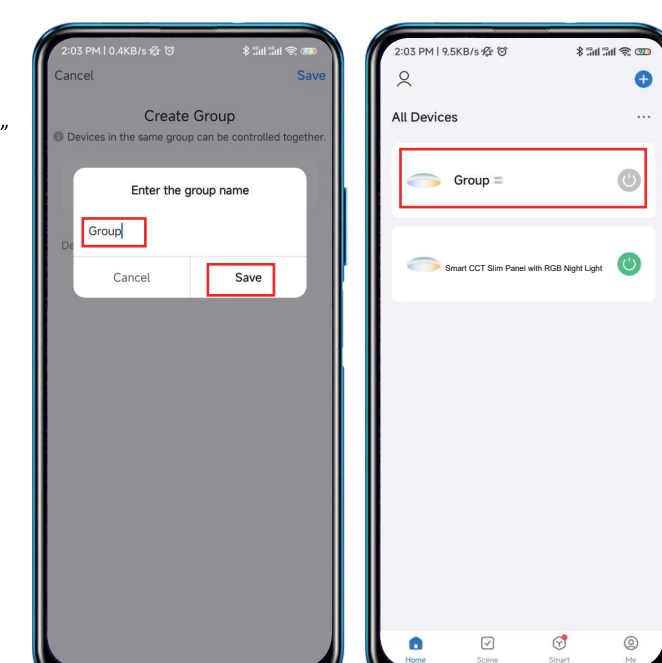 ”
2:03 PM | 0.4KB/s
Cancel
Save
Create Group
Devices in the same group can be controlled together.
Enter the group name
Group
De
Cancel
Save
2:03 PM | 9.5KB/s
All Devices
Group
Smart CCT Slim Panel with RGB Night Light
Home
Scene
Smart
Me